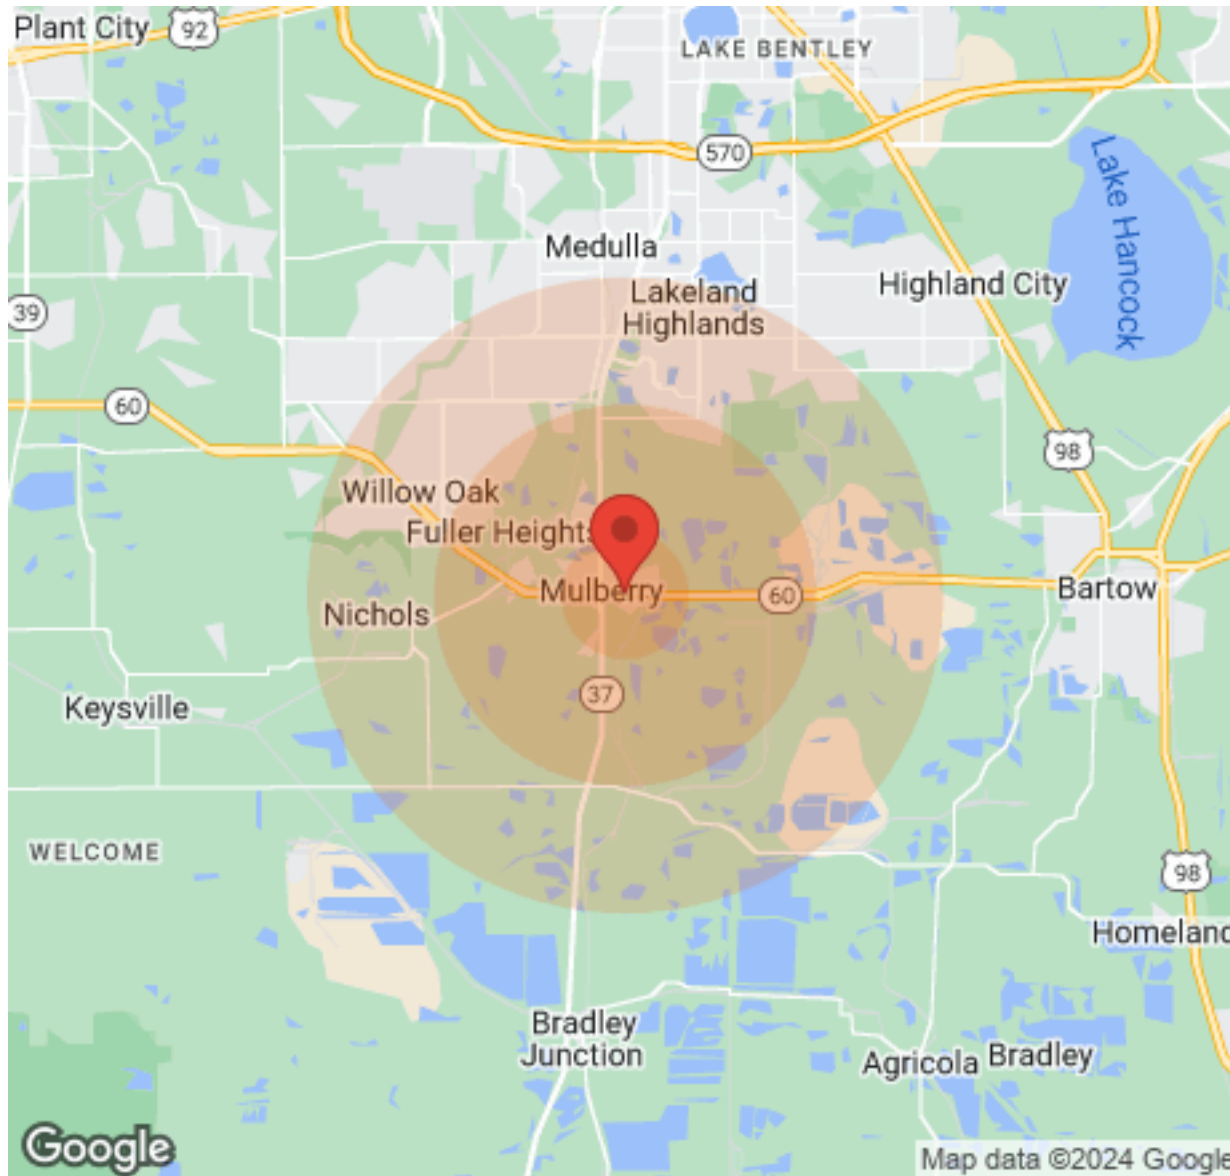 Plant City
92
LAKE BENTLEY
570
Lake Hancock
Medulla
Highland City
Lakeland
Highlands
39
60
98
Willow Oak
Fuller Heights
Mulberry
60
Bartow
Nichols
37
Keysville
WELCOME
98
Homeland
Bradley
Junction
Agricola
Bradley
Google
Map data ©2024 Google